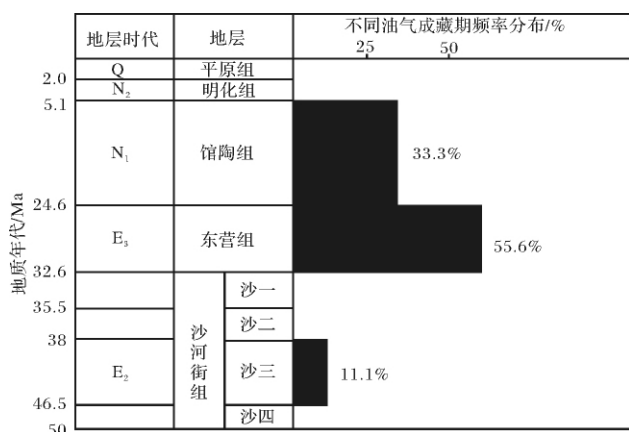 地层时代 地层 不同油气成藏期频率分布/%
25 50
Q 平原组
2.0
N₂ 明化组
5.1
N₁ 馆陶组 33.3%
24.6
E₃ 东营组 55.6%
32.6
沙一
35.5
沙二
38
E₂ 沙三 11.1%
46.5
沙四
50
沙河街组
地质年代/Ma